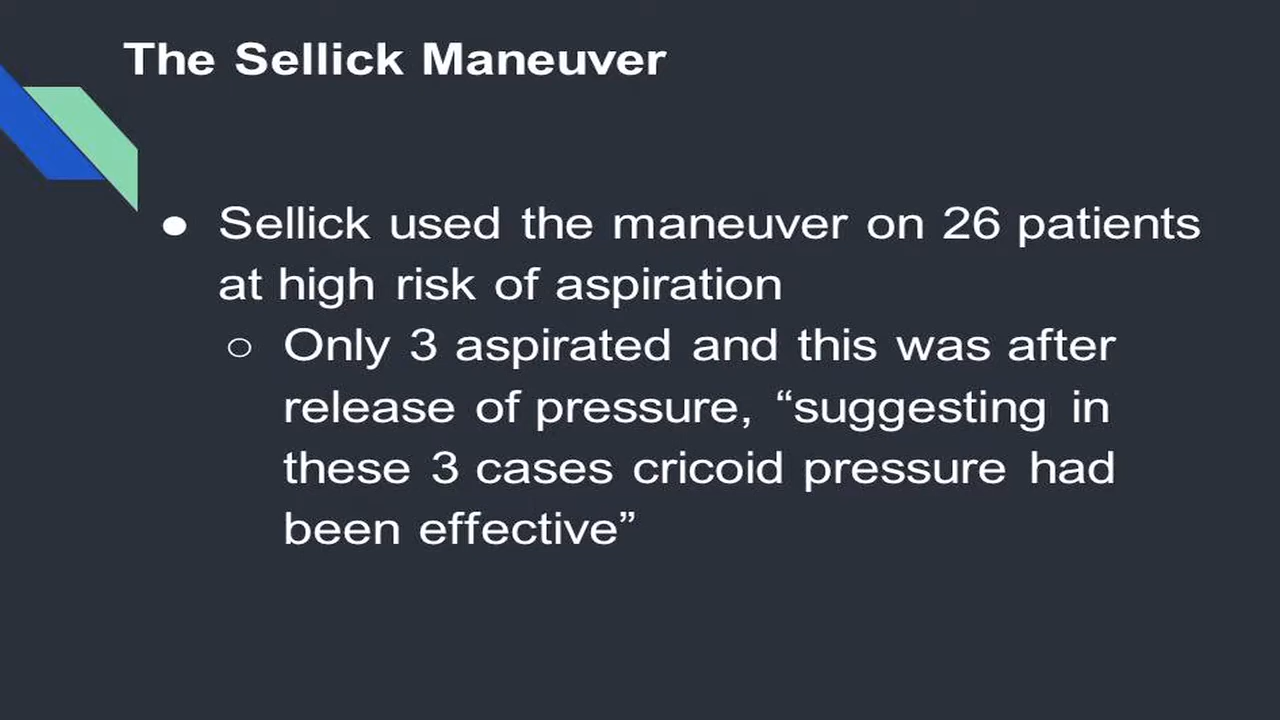 The Sellick Maneuver
● Sellick used the maneuver on 26 patients
at high risk of aspiration
○ Only 3 aspirated and this was after
release of pressure, “suggesting in
these 3 cases cricoid pressure had
been effective”